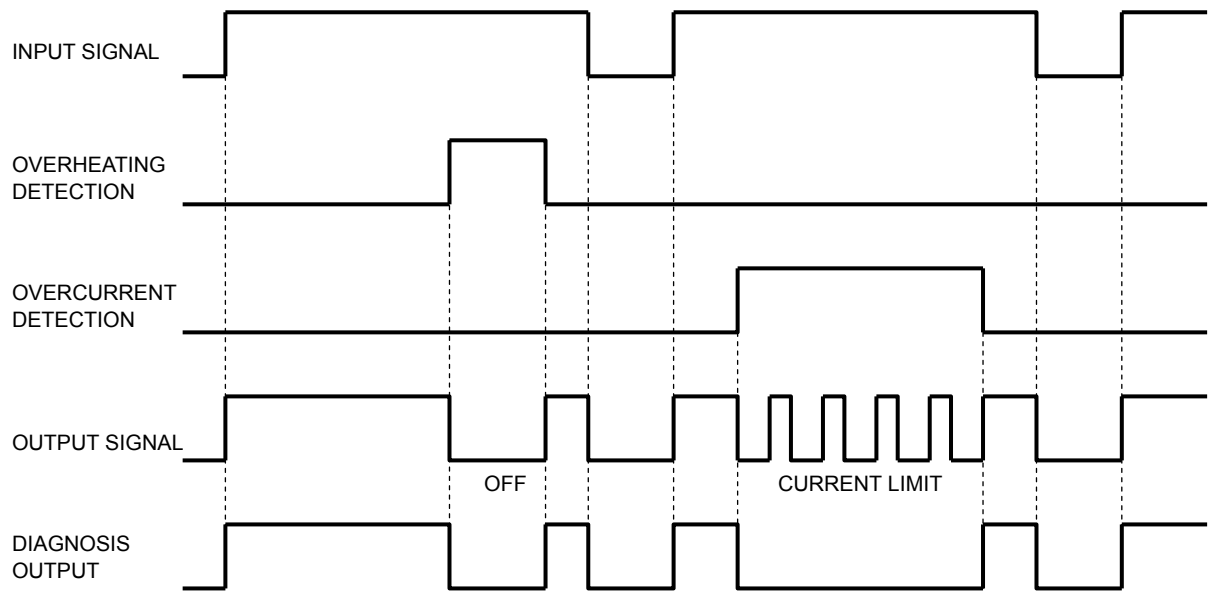 INPUT SIGNAL
OVERHEATING
DETECTION
OVERCURRENT
DETECTION
OUTPUT SIGNAL
OFF
CURRENT LIMIT
DIAGNOSIS
OUTPUT